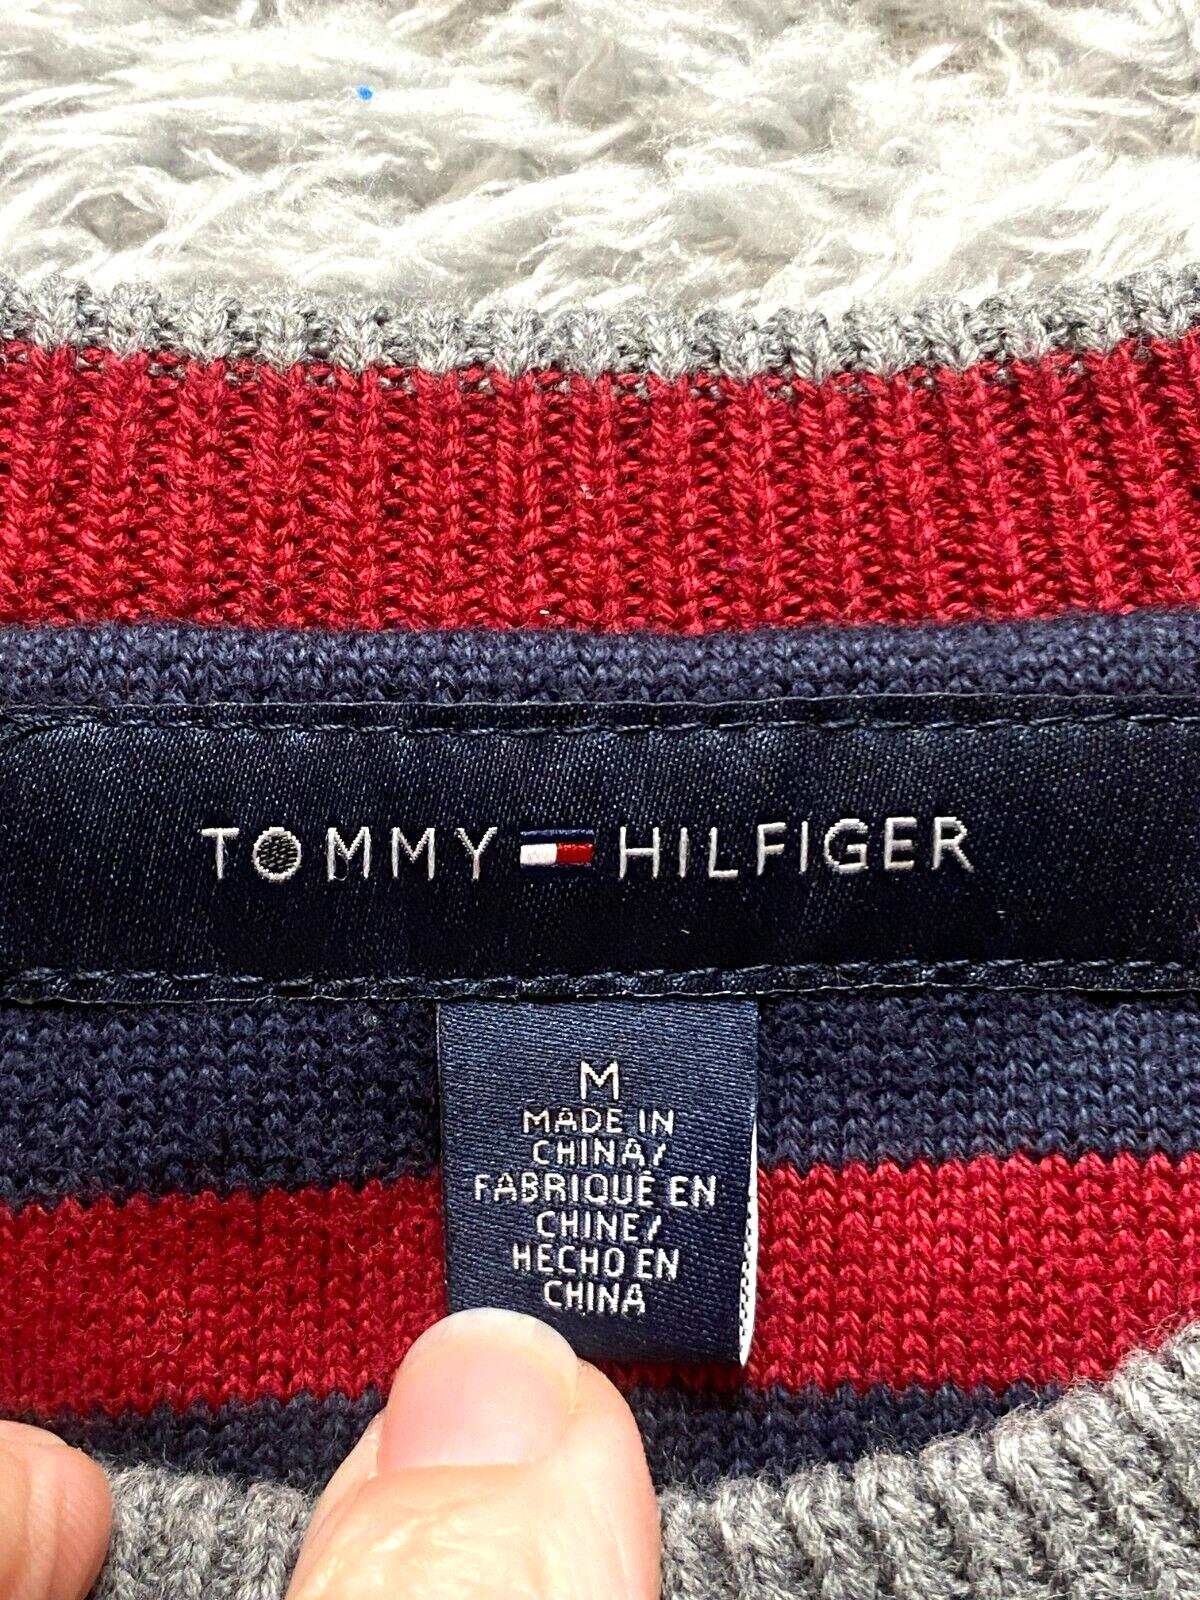 TOMMY HILFIGER
M
MADE IN
CHINA/
FABRIQUÉ EN
CHINE/
HECHO EN
CHINA